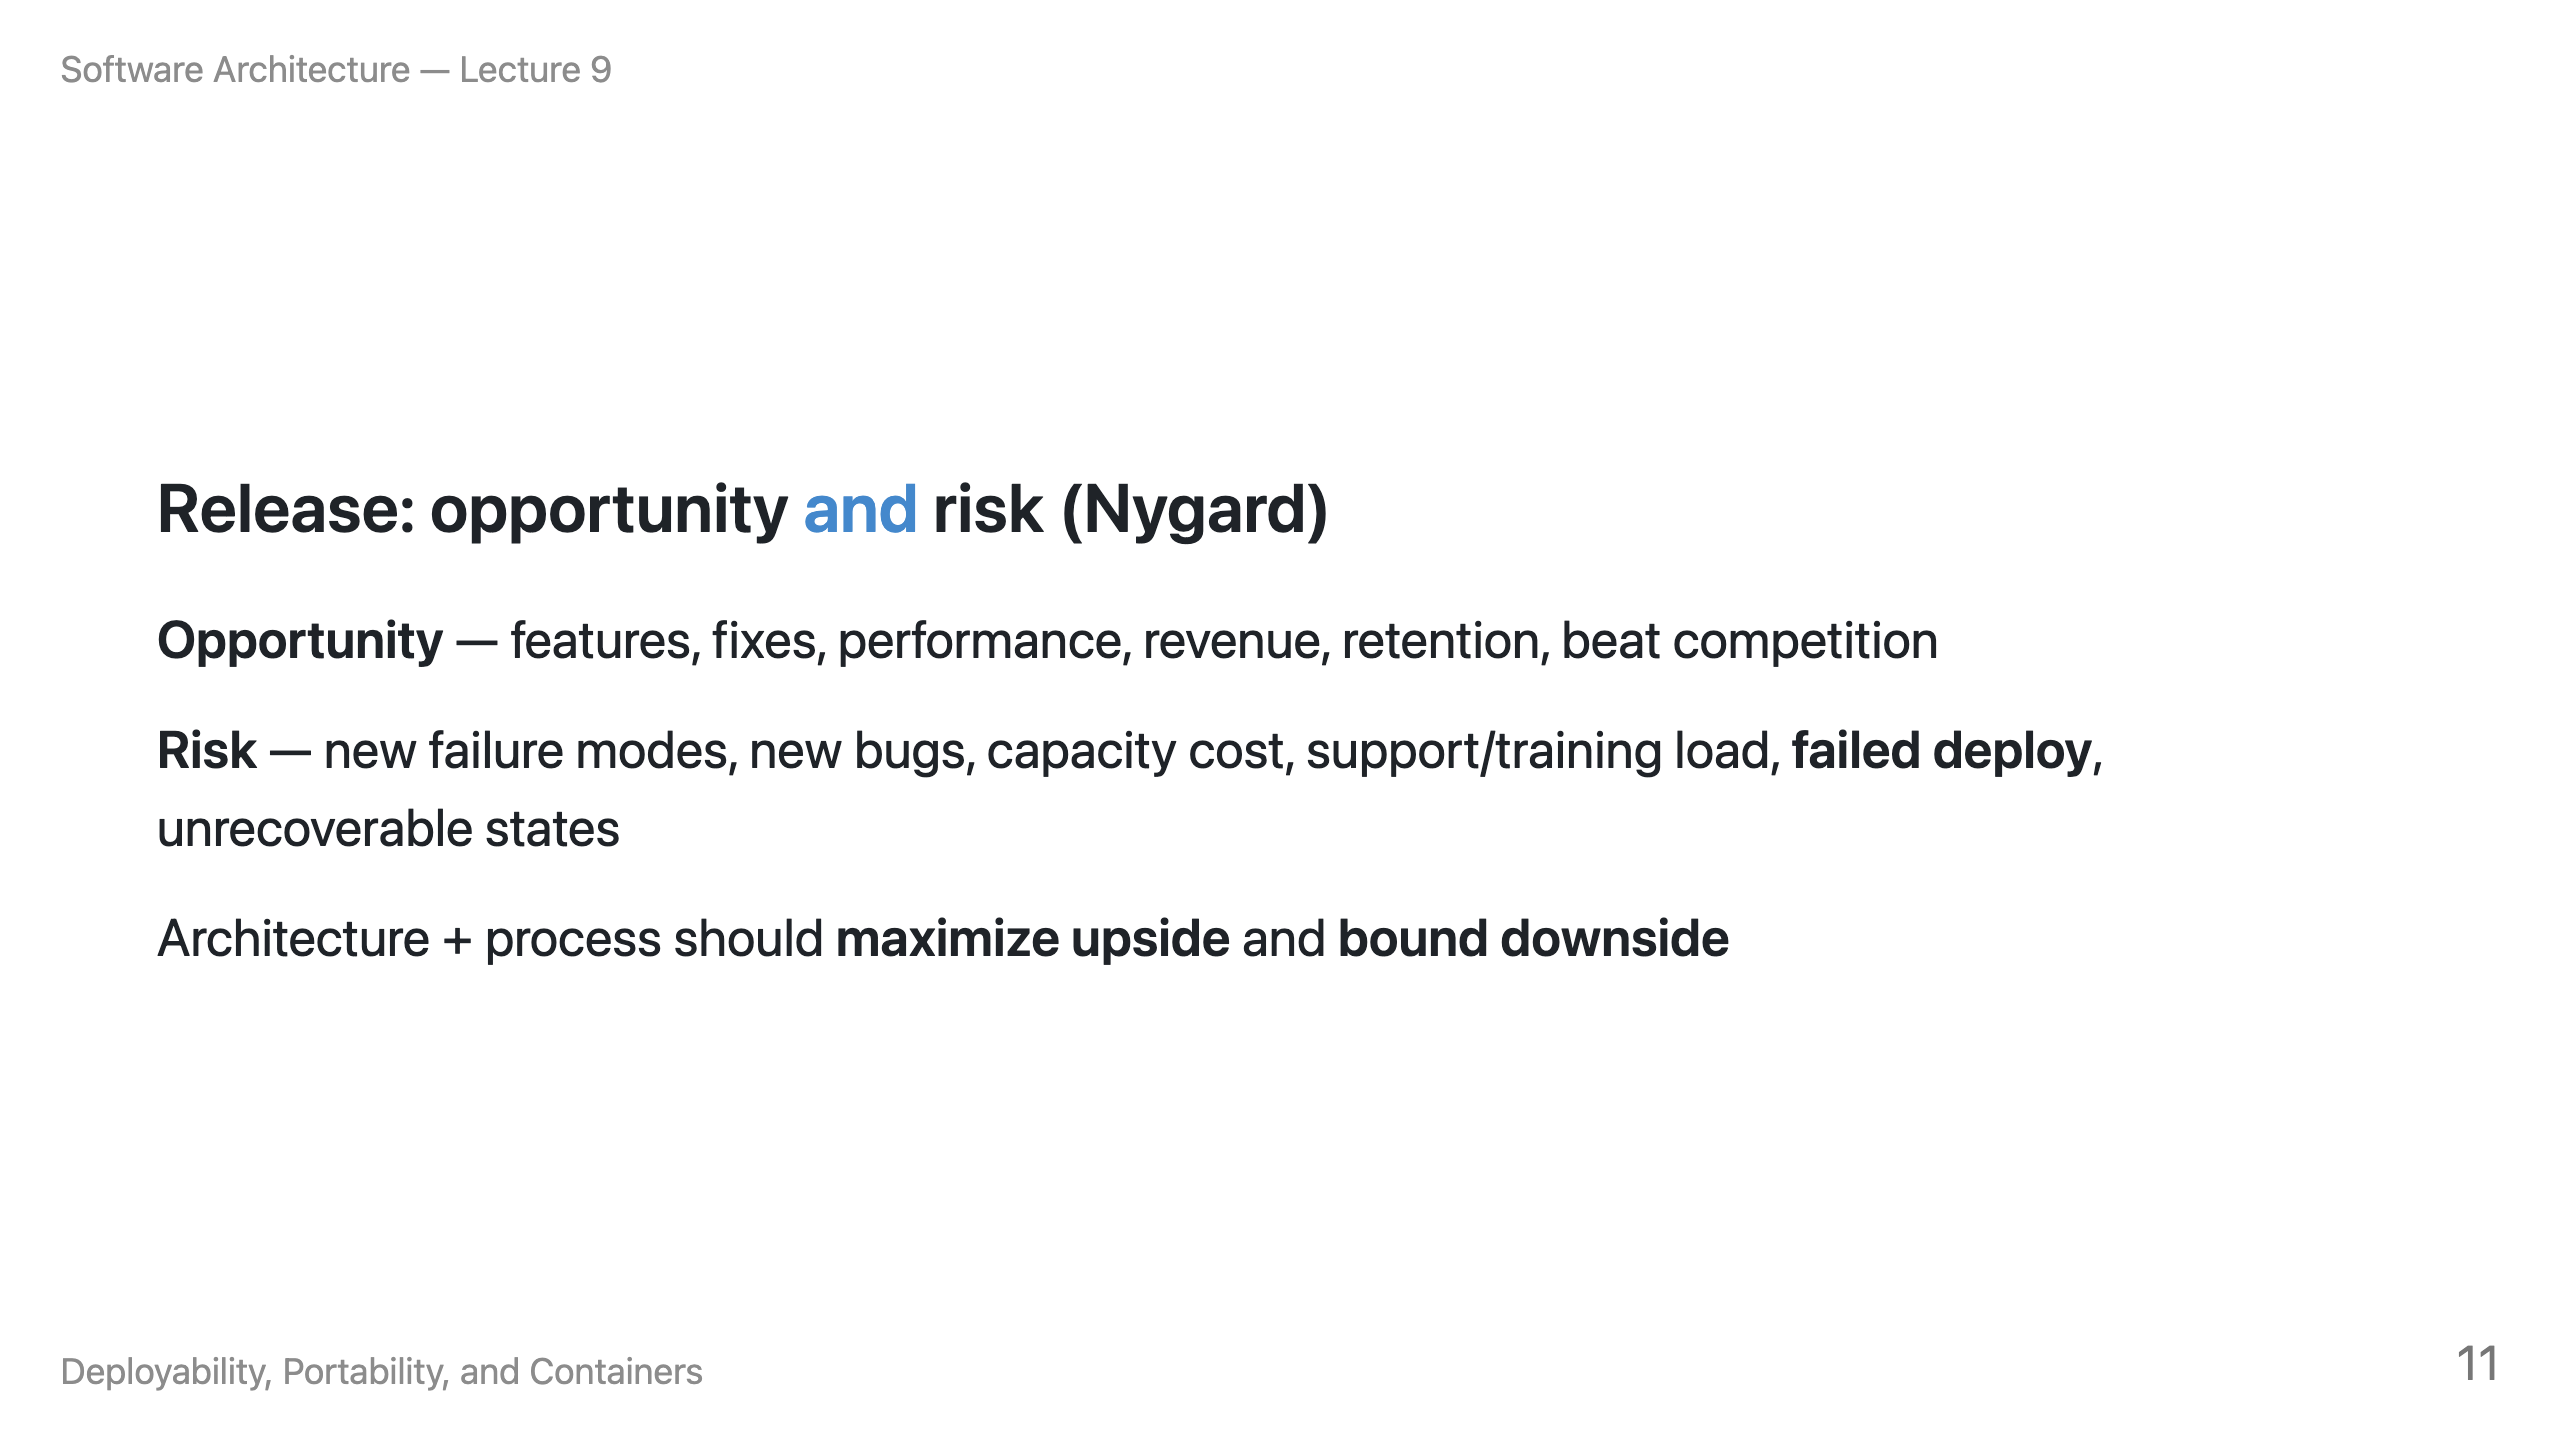 Software Architecture — Lecture 9
Release: opportunity and risk (Nygard)
Opportunity — features, fixes, performance, revenue, retention, beat competition
Risk — new failure modes, new bugs, capacity cost, support/training load, failed deploy,
unrecoverable states
Architecture + process should maximize upside and bound downside
Deployability, Portability, and Containers
11